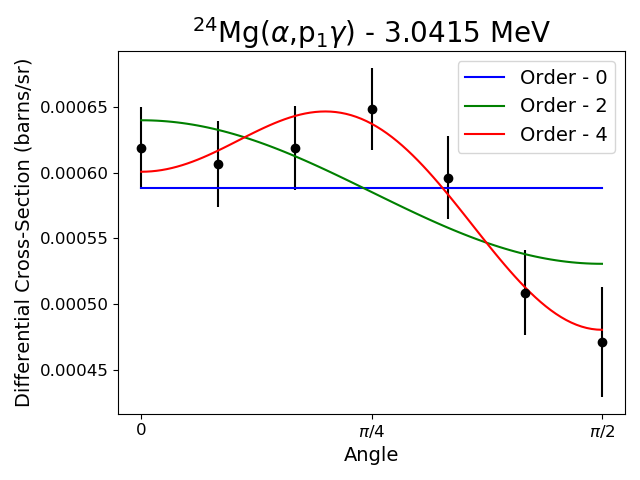 ²⁴Mg(α,p₁γ) - 3.0415 MeV
Differential Cross-Section (barns/sr)
0.00065
0.00060
0.00055
0.00050
0.00045
Order - 0
Order - 2
Order - 4
0
π/4
π/2
Angle